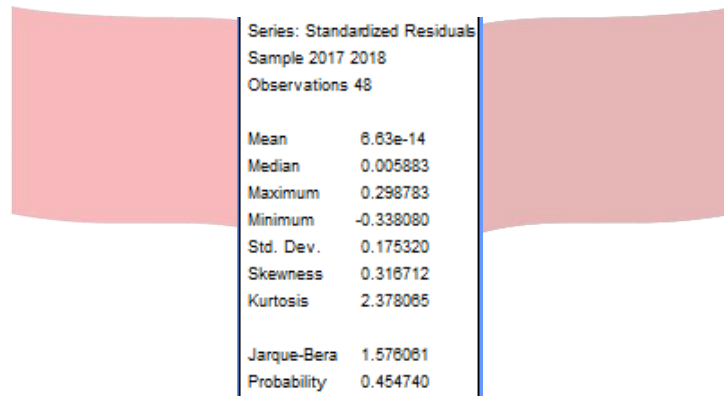 Series: Standardized Residuals
Sample 2017 2018
Observations 48
Mean 6.63e-14
Median 0.005883
Maximum 0.298783
Minimum -0.338080
Std. Dev. 0.175320
Skewness 0.316712
Kurtosis 2.378065
Jarque-Bera 1.576061
Probability 0.454740